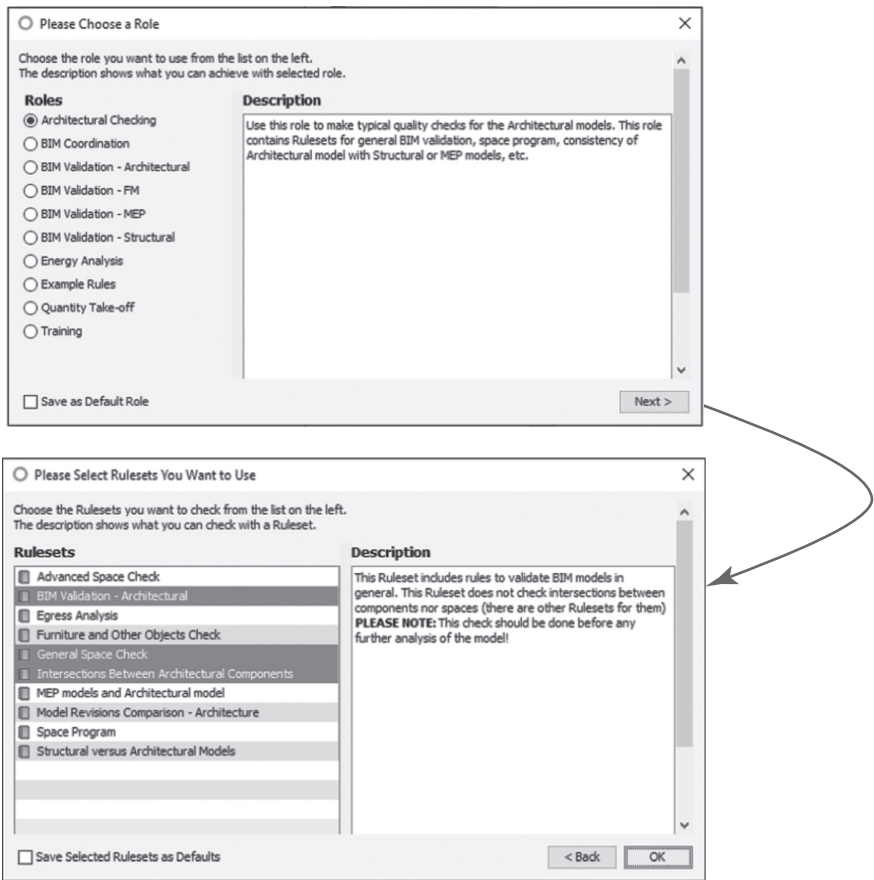 Please Choose a Role
Choose the role you want to use from the list on the left.
The description shows what you can achieve with selected role.
Roles
Architectural Checking
BIM Coordination
BIM Validation - Architectural
BIM Validation - FM
BIM Validation - MEP
BIM Validation - Structural
Energy Analysis
Example Rules
Quantity Take-off
Training
Description
Use this role to make typical quality checks for the Architectural models. This role
contains Rulesets for general BIM validation, space program, consistency of
Architectural model with Structural or MEP models, etc.
Save as Default Role
Next >
Please Select Rulesets You Want to Use
Choose the Rulesets you want to check from the list on the left.
The description shows what you can check with a Ruleset.
Rulesets
Advanced Space Check
BIM Validation - Architectural
Egress Analysis
Furniture and Other Objects Check
General Space Check
Intersections Between Architectural Components
MEP models and Architectural model
Model Revisions Comparison - Architecture
Space Program
Structural versus Architectural Models
Description
This Ruleset includes rules to validate BIM models in
general. This Ruleset does not check intersections between
components nor spaces (there are other Rulesets for them)
PLEASE NOTE: This check should be done before any
further analysis of the model!
Save Selected Rulesets as Defaults
< Back
OK